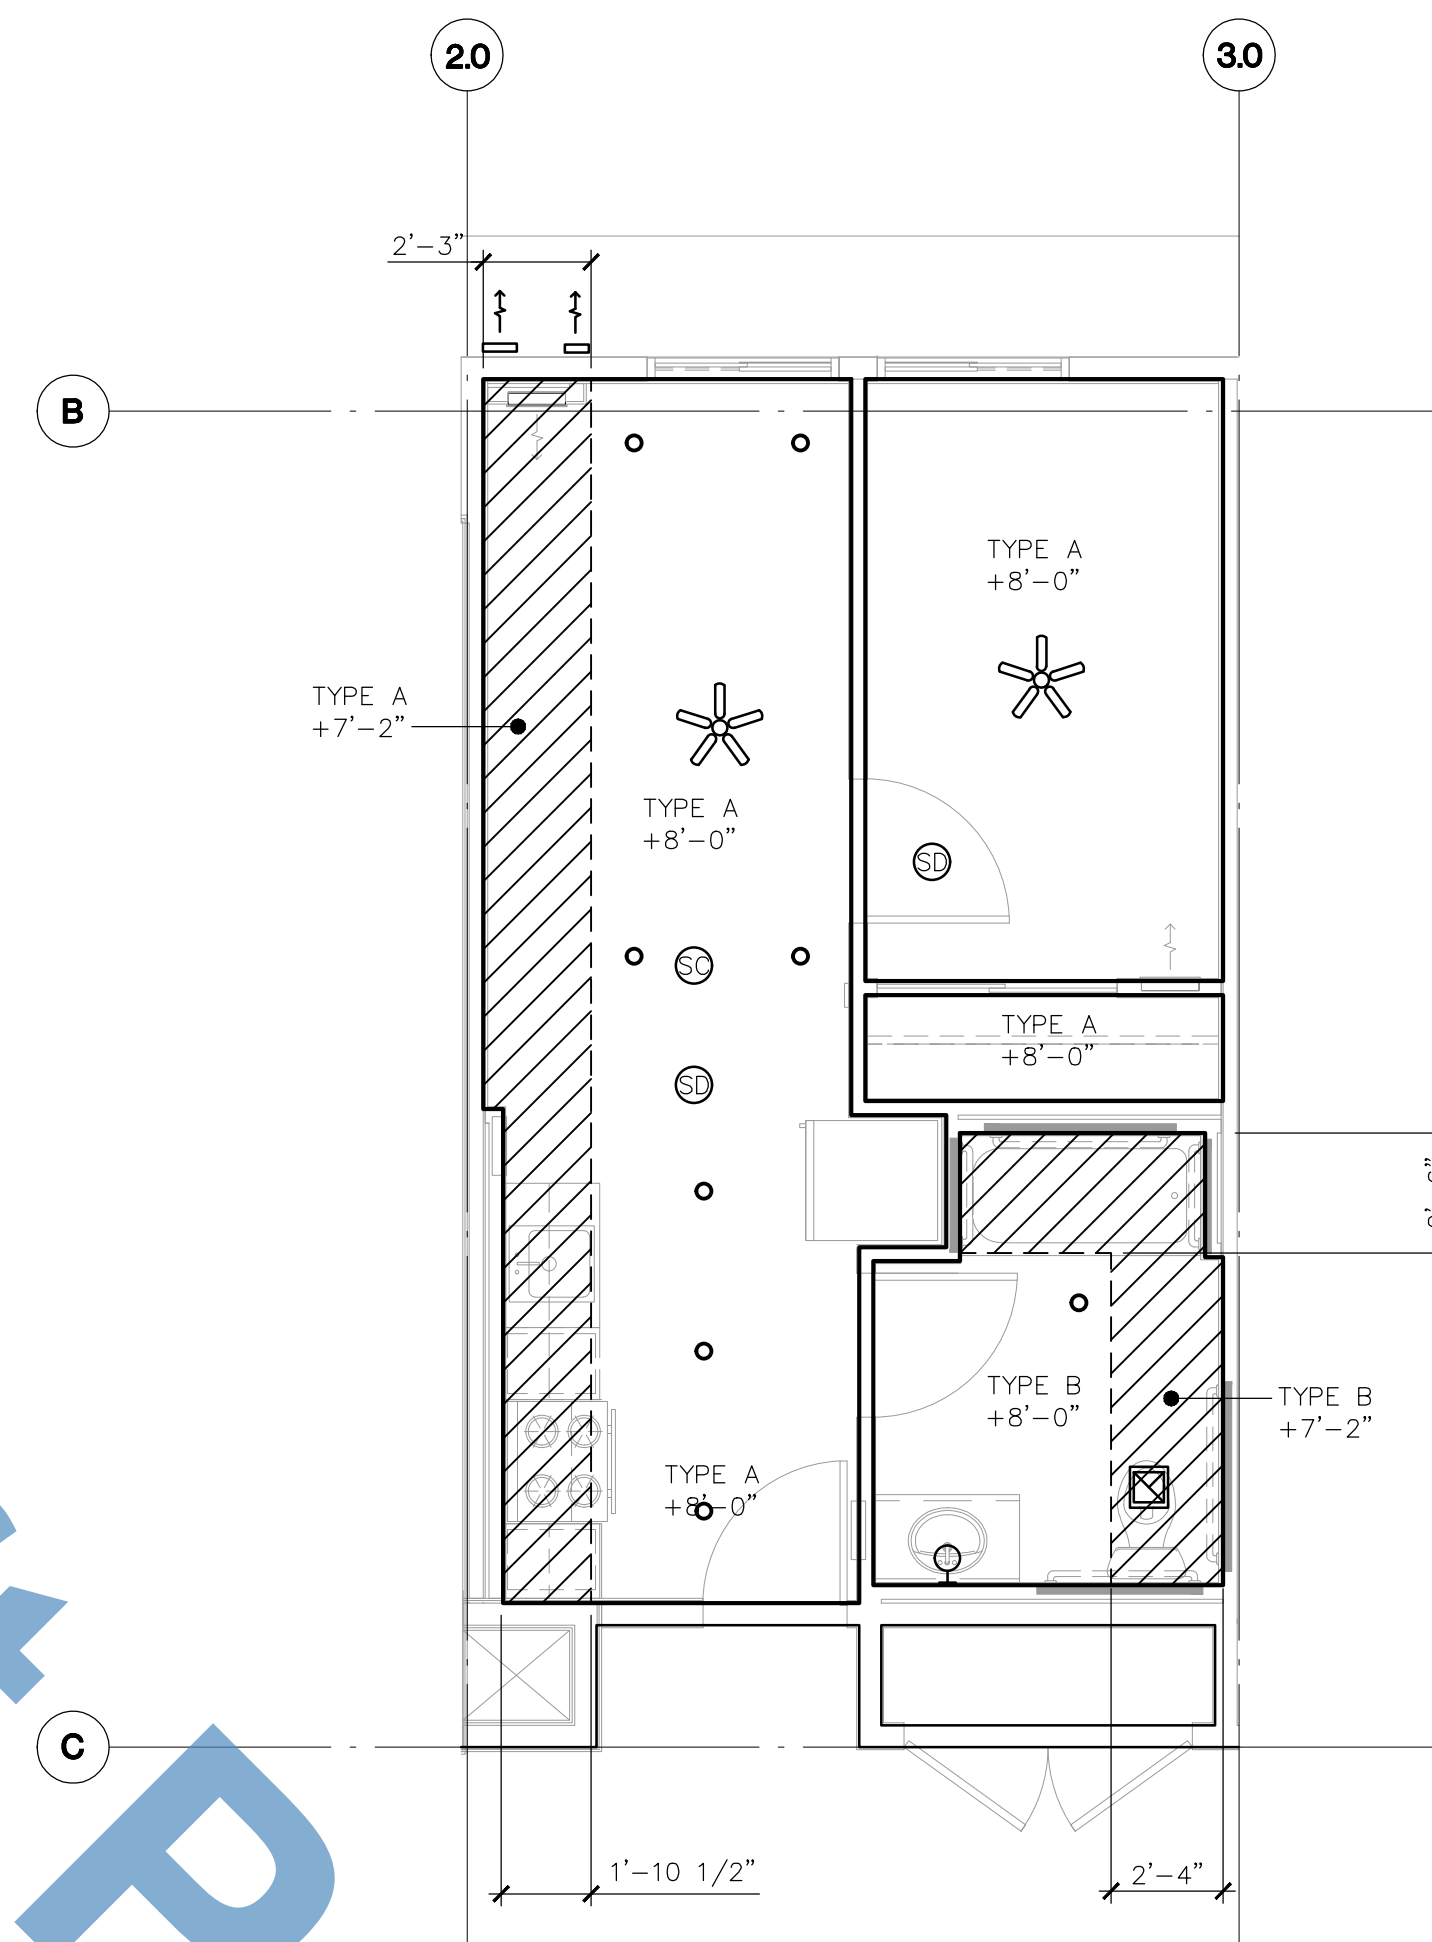 2.0
3.0
2'-3"
B
TYPE A
+8'-0"
TYPE A
+7'-2"
TYPE A
+8'-0"
SD
SC
TYPE A
+8'-0"
SD
TYPE B
+8'-0"
TYPE B
+7'-2"
TYPE A
+8'-0"
C
1'-10 1/2"
2'-4"
P